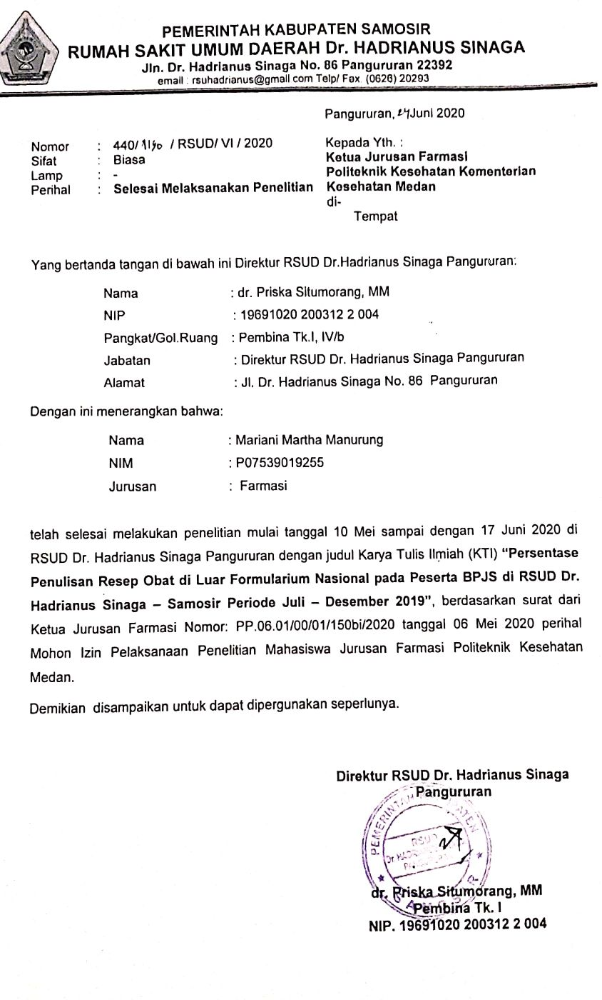 PEMERINTAH KABUPATEN SAMOSIR
RUMAH SAKIT UMUM DAERAH Dr. HADRIANUS SINAGA
Jln. Dr. Hadrianus Sinaga No. 86 Pangururan 22392
email : rsuhadrianus@gmail com Telp/ Fax. (0626) 20293
Pangururan, 24 Juni 2020
Nomor : 440/ / RSUD/ VI / 2020
Sifat : Biasa
Lamp : -
Perihal : Selesai Melaksanakan Penelitian
Kepada Yth. :
Ketua Jurusan Farmasi
Politeknik Kesehatan Kementerian
Kesehatan Medan
di-
Tempat
Yang bertanda tangan di bawah ini Direktur RSUD Dr.Hadrianus Sinaga Pangururan:
Nama : dr. Priska Situmorang, MM
NIP : 19691020 200312 2 004
Pangkat/Gol.Ruang : Pembina Tk.I, IV/b
Jabatan : Direktur RSUD Dr. Hadrianus Sinaga Pangururan
Alamat : Jl. Dr. Hadrianus Sinaga No. 86 Pangururan
Dengan ini menerangkan bahwa:
Nama : Mariani Martha Manurung
NIM : P07539019255
Jurusan : Farmasi
telah selesai melakukan penelitian mulai tanggal 10 Mei sampai dengan 17 Juni 2020 di
RSUD Dr. Hadrianus Sinaga Pangururan dengan judul Karya Tulis Ilmiah (KTI) “Persentase
Penulisan Resep Obat di Luar Formularium Nasional pada Peserta BPJS di RSUD Dr.
Hadrianus Sinaga – Samosir Periode Juli – Desember 2019”, berdasarkan surat dari
Ketua Jurusan Farmasi Nomor: PP.06.01/00/01/150bi/2020 tanggal 06 Mei 2020 perihal
Mohon Izin Pelaksanaan Penelitian Mahasiswa Jurusan Farmasi Politeknik Kesehatan
Medan.
Demikian disampaikan untuk dapat dipergunakan seperlunya.
Direktur RSUD Dr. Hadrianus Sinaga
Pangururan
PEMERINTAH
RSUD
SAMOSIR
dr. Priska Situmorang, MM
Pembina Tk. I
NIP. 19691020 200312 2 004